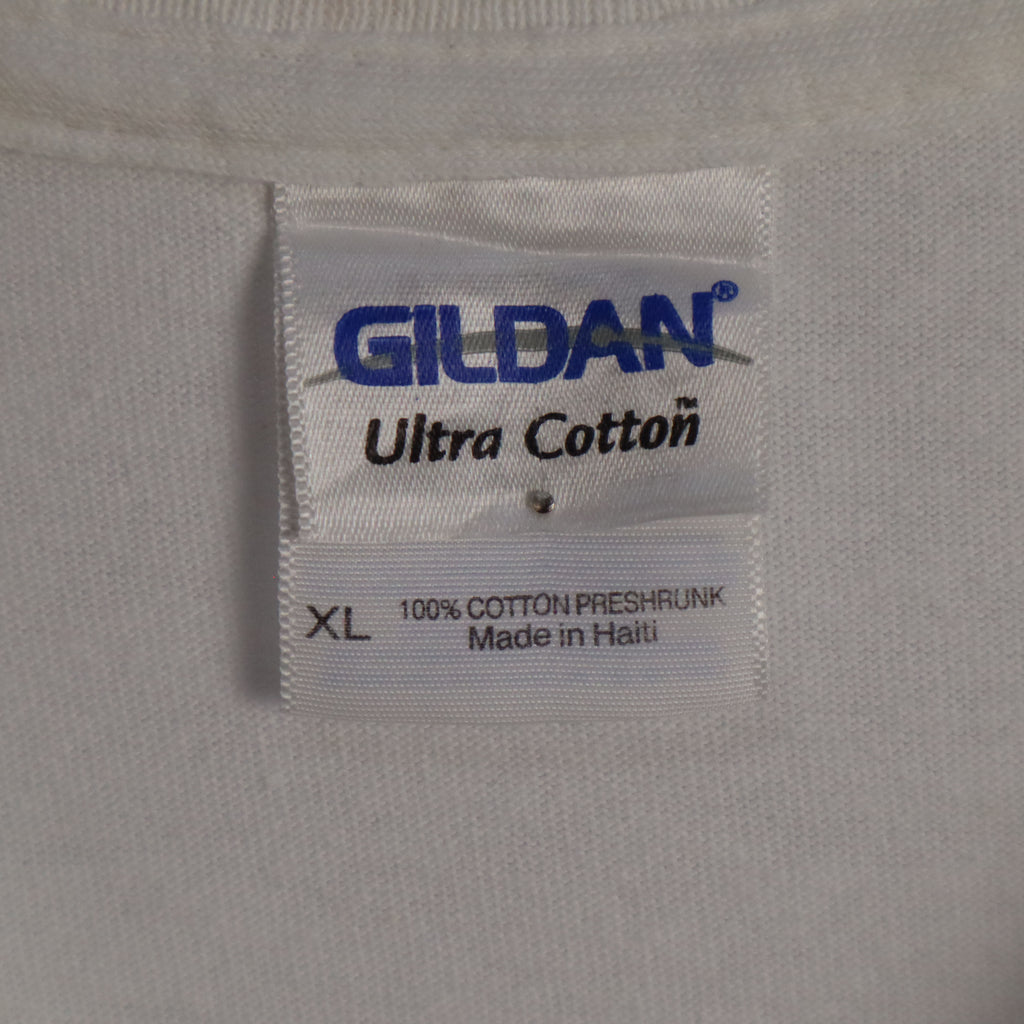 GILDAN®
Ultra Cotton™
XL 100% COTTON PRESHRUNK
Made in Haiti